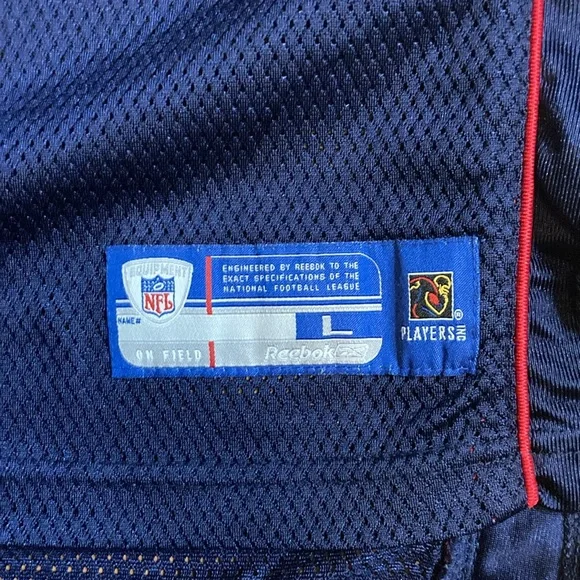 EQUIPMENT
NFL
ENGINEERED BY REEBOK TO THE
EXACT SPECIFICATIONS OF THE
NATIONAL FOOTBALL LEAGUE
NAME#
L
ON FIELD
Reebok
®
PLAYERS INC